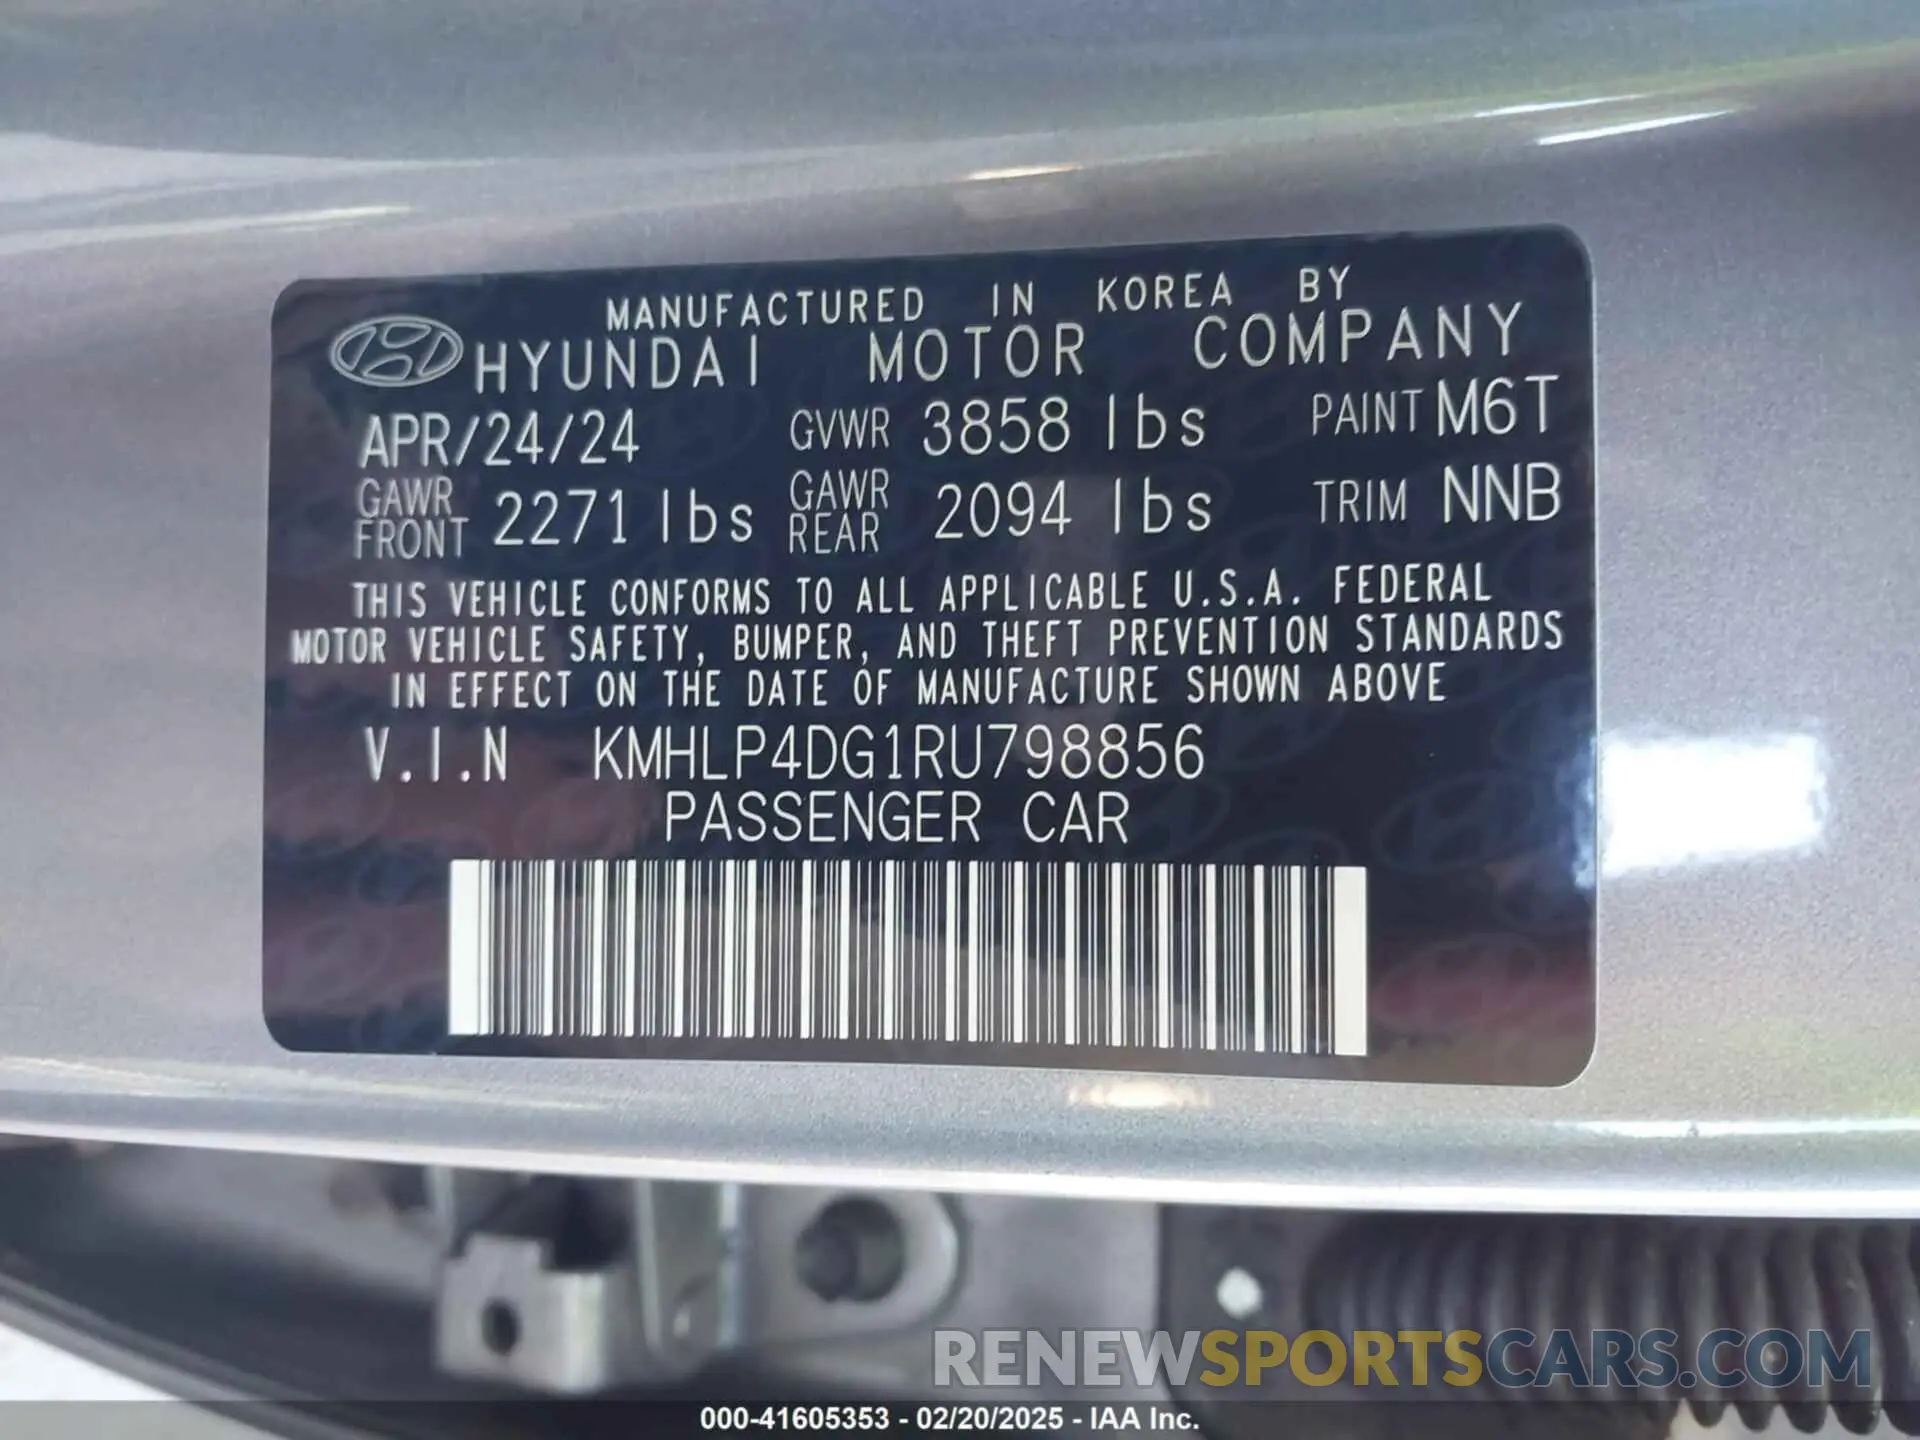 MANUFACTURED IN KOREA BY
HYUNDAI MOTOR COMPANY
APR/24/24 GVWR 3858 lbs PAINT M6T
GAWR FRONT 2271 lbs GAWR REAR 2094 lbs TRIM NNB
THIS VEHICLE CONFORMS TO ALL APPLICABLE U.S.A. FEDERAL
MOTOR VEHICLE SAFETY, BUMPER, AND THEFT PREVENTION STANDARDS
IN EFFECT ON THE DATE OF MANUFACTURE SHOWN ABOVE
V.I.N KMHLP4DG1RU798856
PASSENGER CAR
RENEWSPORTSCARS.COM
000-41605353 - 02/20/2025 - IAA Inc.